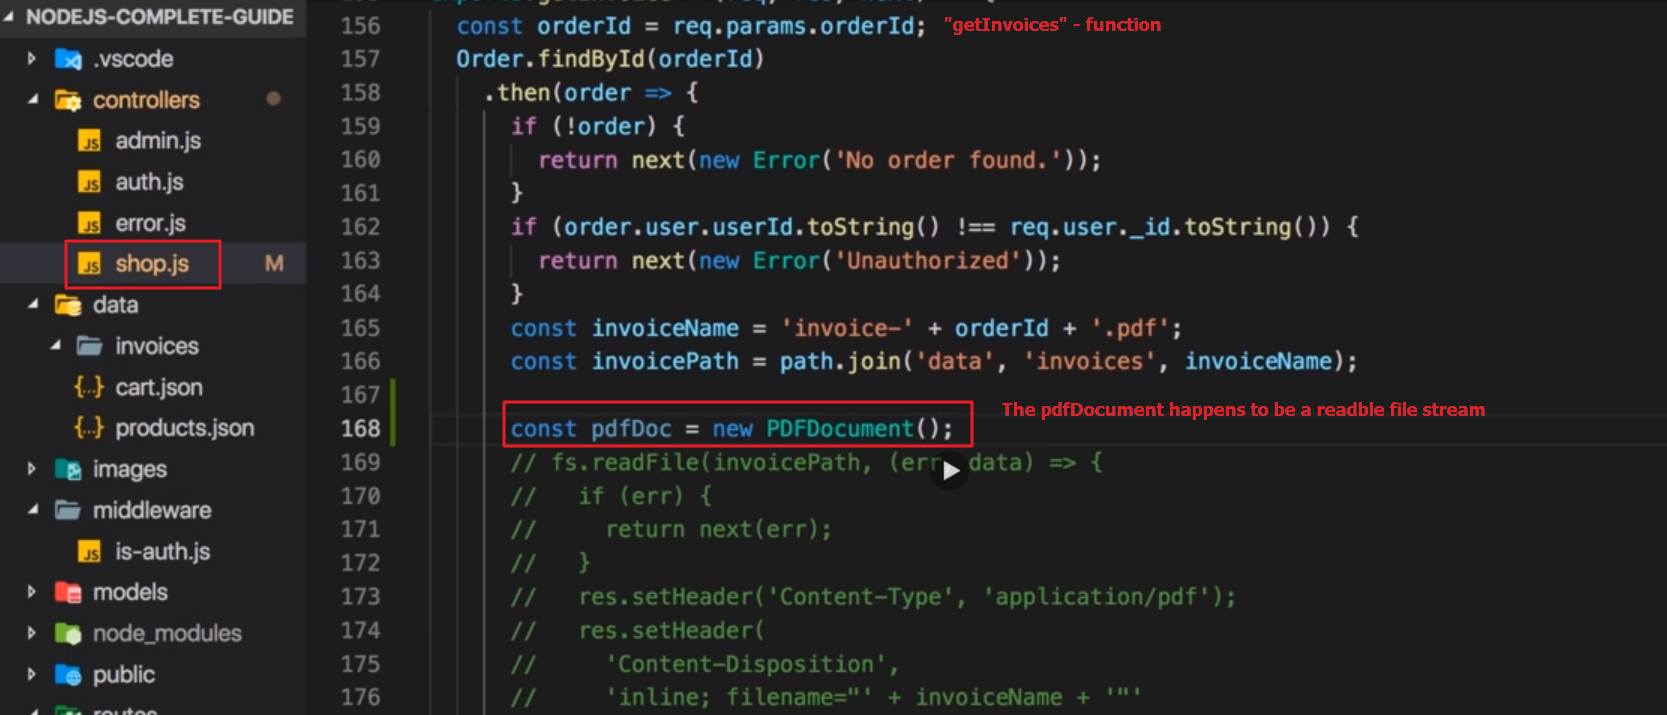 NODEJS-COMPLETE-GUIDE
.vscode
controllers
admin.js
auth.js
error.js
shop.js M
data
invoices
cart.json
products.json
images
middleware
is-auth.js
models
node_modules
public
routes
156 const orderId = req.params.orderId; "getInvoices" - function
157 Order.findById(orderId)
158 .then(order => {
159 if (!order) {
160 return next(new Error('No order found.'));
161 }
162 if (order.user.userId.toString() !== req.user._id.toString()) {
163 return next(new Error('Unauthorized'));
164 }
165 const invoiceName = 'invoice-' + orderId + '.pdf';
166 const invoicePath = path.join('data', 'invoices', invoiceName);
167
The pdfDocument happens to be a readble file stream
168 const pdfDoc = new PDFDocument();
169 // fs.readFile(invoicePath, (err, data) => {
170 // if (err) {
171 // return next(err);
172 // }
173 // res.setHeader('Content-Type', 'application/pdf');
174 // res.setHeader(
175 // 'Content-Disposition',
176 // 'inline; filename="' + invoiceName + '"'